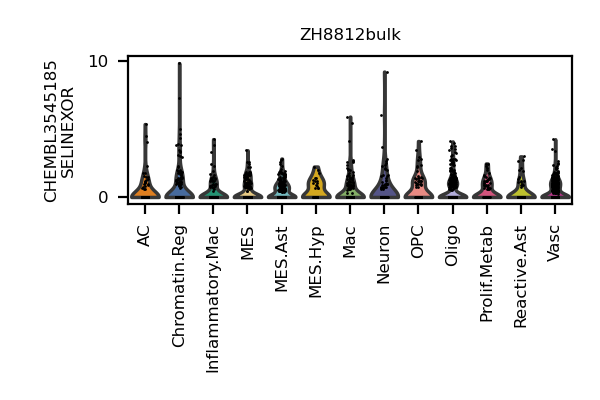 ZH8812bulk
CHEMBL3545185
SELINEXOR
10
0
AC
Chromatin.Reg
Inflammatory.Mac
MES
MES.Ast
MES.Hyp
Mac
Neuron
OPC
Oligo
Prolif.Metab
Reactive.Ast
Vasc